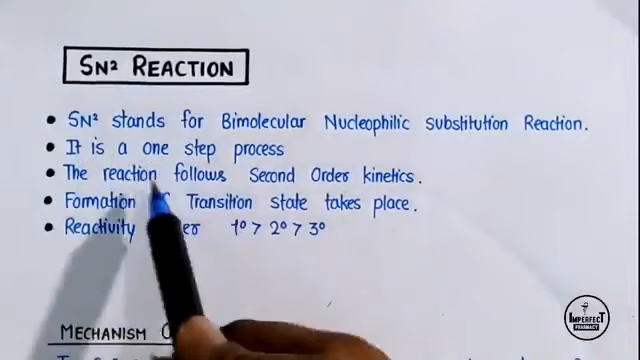 SN² REACTION
• SN² stands for Bimolecular Nucleophilic substitution Reaction.
• It is a one step process
• The reaction follows Second Order kinetics.
• Formation Transition state takes place.
• Reactivity 1° > 2° > 3°
MECHANISM
IMPERFECT
PHARMACY